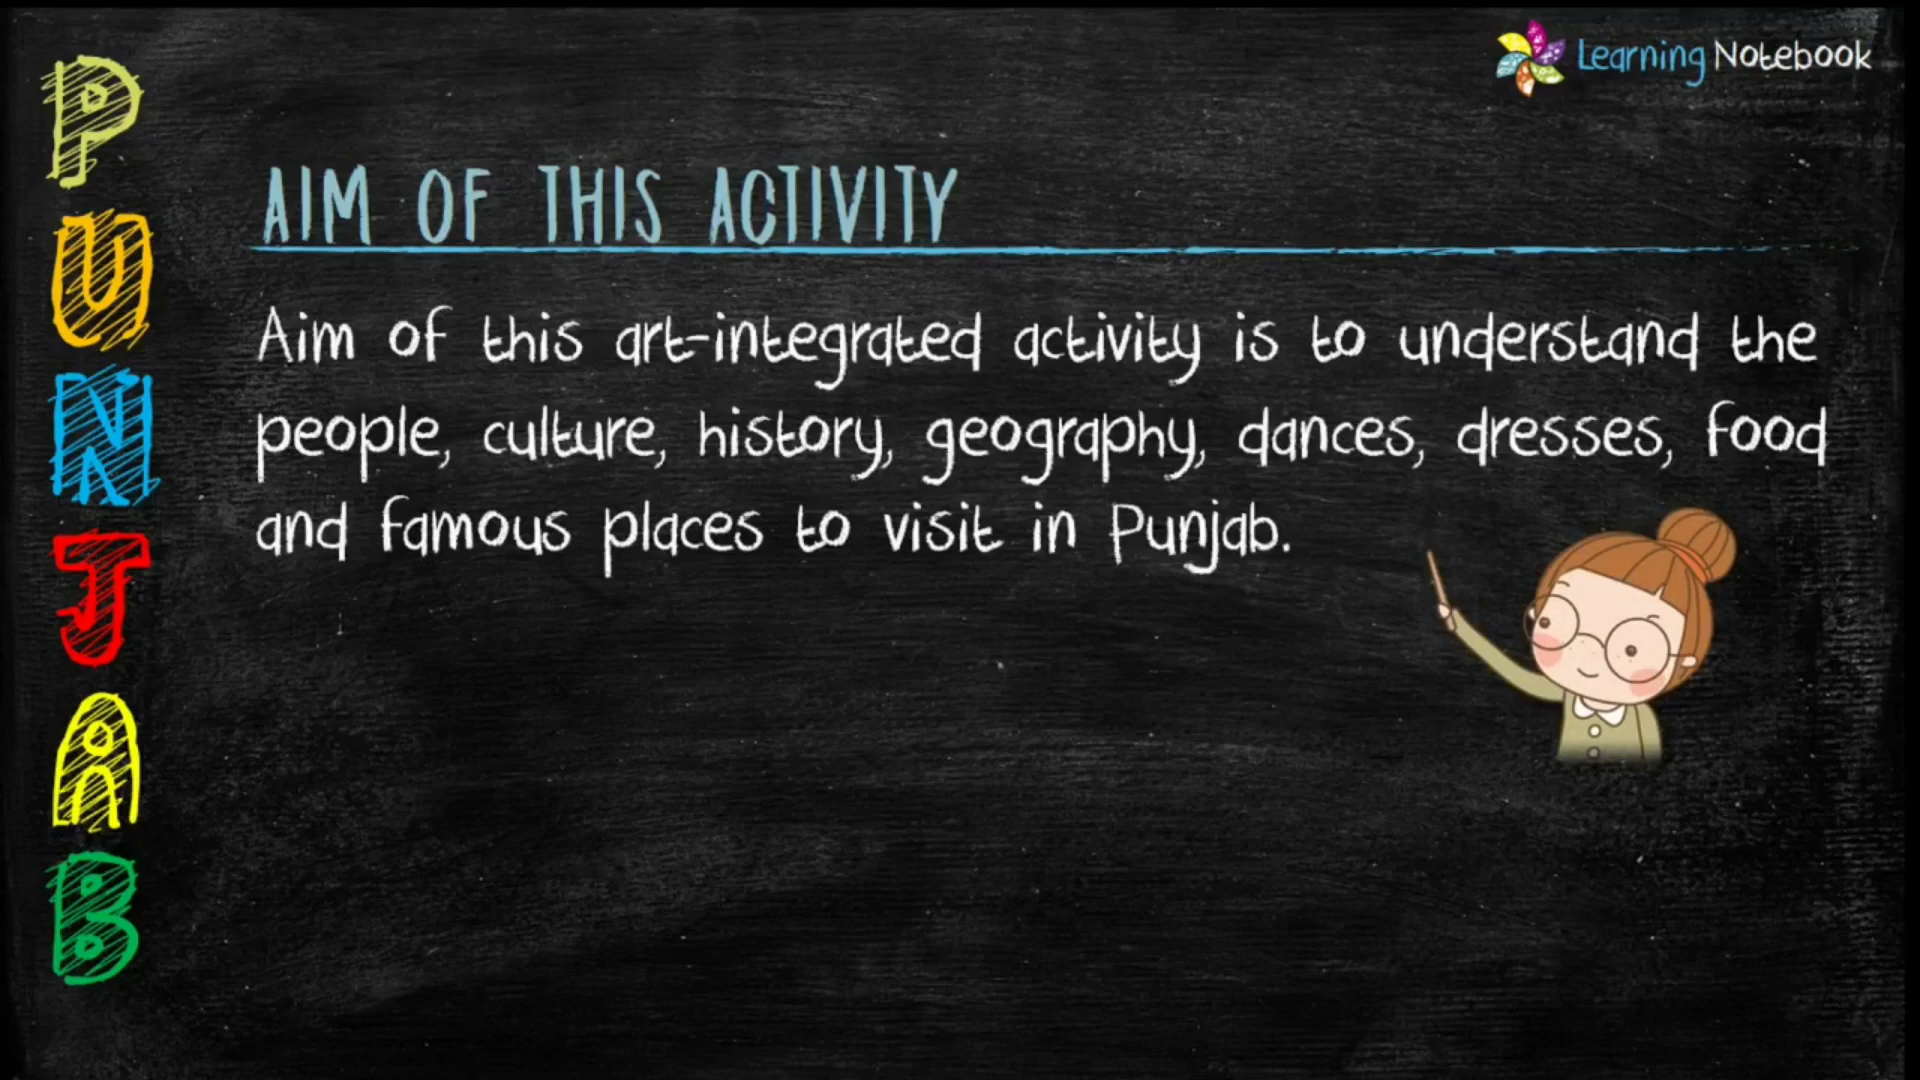 Learning Notebook
PUNJAB
AIM OF THIS ACTIVITY
Aim of this art-integrated activity is to understand the
people, culture, history, geography, dances, dresses, food
and famous places to visit in Punjab.